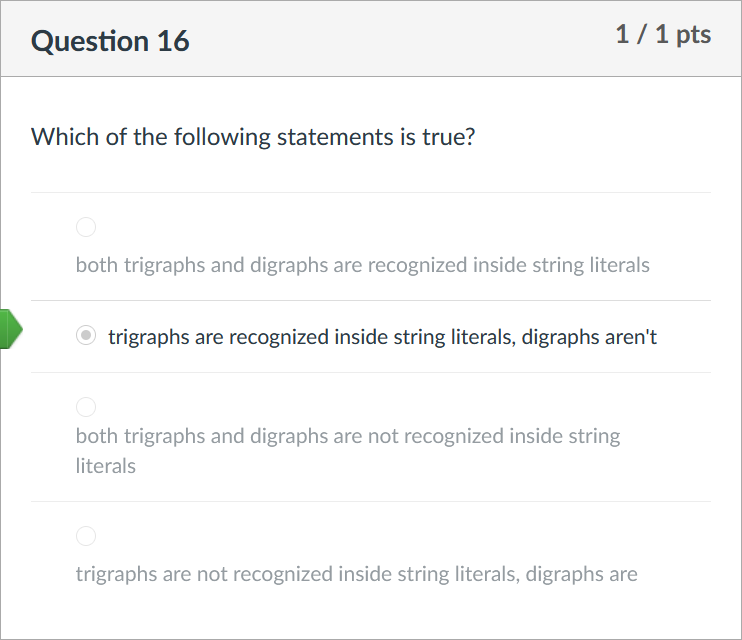 Question 16
1 / 1 pts
Which of the following statements is true?
both trigraphs and digraphs are recognized inside string literals
trigraphs are recognized inside string literals, digraphs aren't
both trigraphs and digraphs are not recognized inside string
literals
trigraphs are not recognized inside string literals, digraphs are